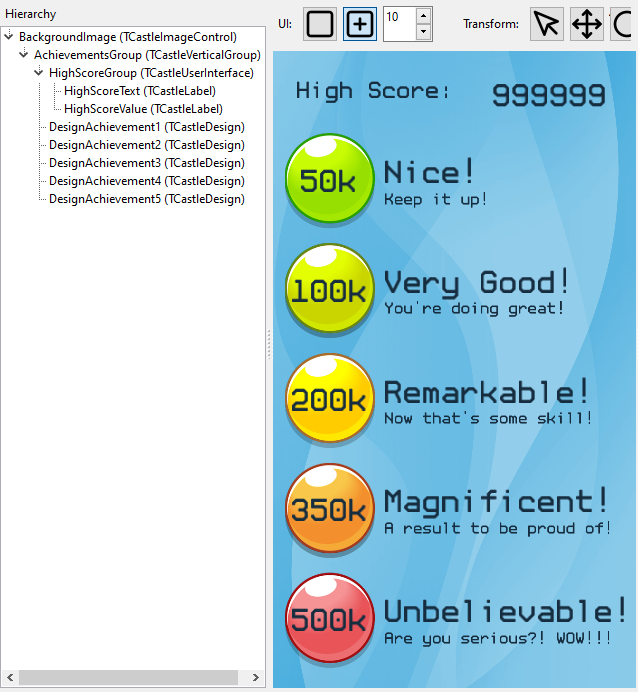 Hierarchy
BackgroundImage (TCastleImageControl)
AchievementsGroup (TCastleVerticalGroup)
HighScoreGroup (TCastleUserInterface)
HighScoreText (TCastleLabel)
HighScoreValue (TCastleLabel)
DesignAchievement1 (TCastleDesign)
DesignAchievement2 (TCastleDesign)
DesignAchievement3 (TCastleDesign)
DesignAchievement4 (TCastleDesign)
DesignAchievement5 (TCastleDesign)
UI: 10 Transform:
High Score: 999999
50k
Nice!
Keep it up!
100k
Very Good!
You're doing great!
200k
Remarkable!
Now that's some skill!
350k
Magnificent!
A result to be proud of!
500k
Unbelievable!
Are you serious?! WOW!!!